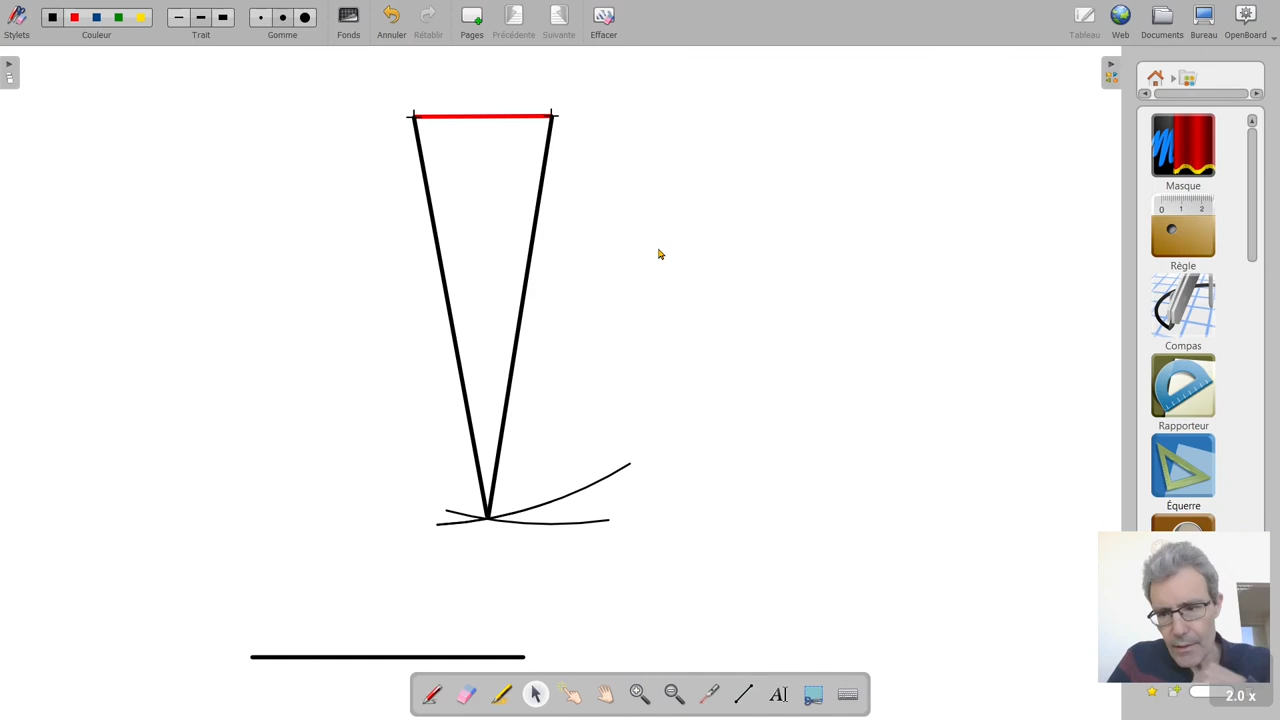 Stylets
Couleur
Trait
Gomme
Fonds
Annuler
Rétablir
Pages
Précédente
Suivante
Effacer
Tableau
Web
Documents
Bureau
OpenBoard
Masque
0 1 2
Règle
Compas
Rapporteur
Équerre
A
2.0 x